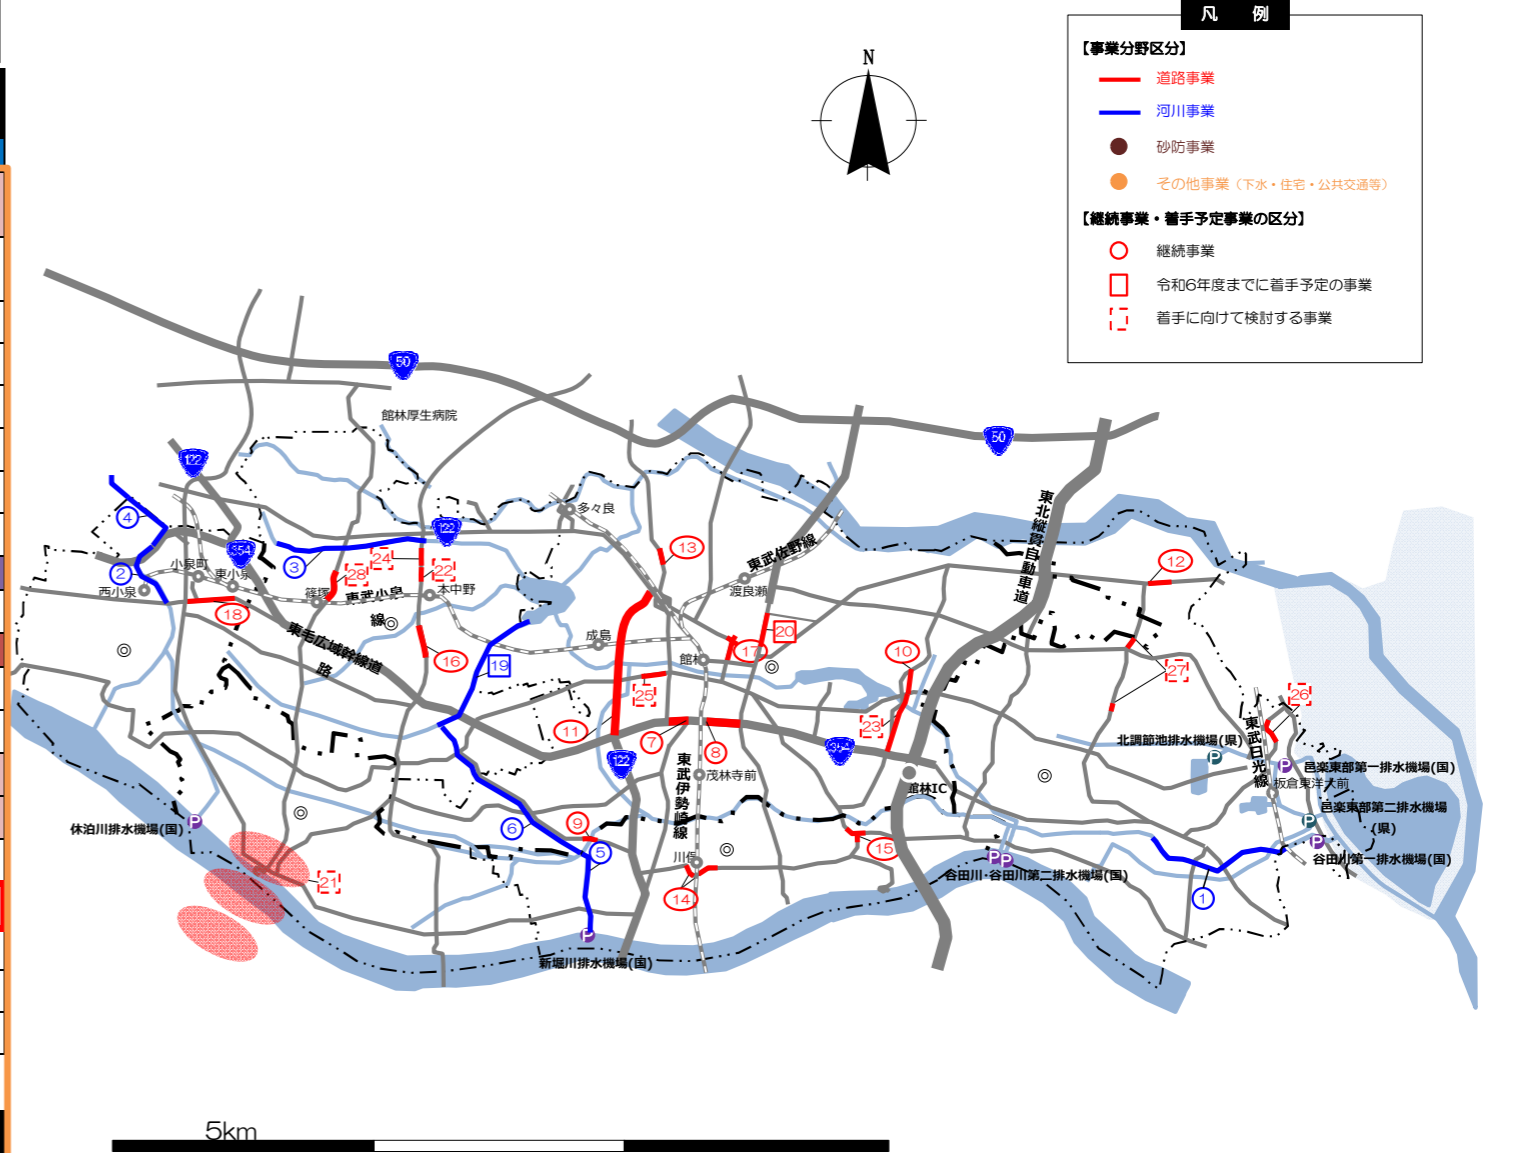 凡　例
【事業分野区分】
道路事業
河川事業
砂防事業
その他事業（下水・住宅・公共交通等）
【継続事業・着手予定事業の区分】
継続事業
令和6年度までに着手予定の事業
着手に向けて検討する事業
N
50
館林厚生病院
50
122
4
122
多々良
東北縦貫自動車道
354
3
24
22
28
13
東武佐野線
12
2
小泉町
東小泉
西小泉
篠塚
東武小泉線
本中野
渡良瀬
18
東毛広域幹線道路
16
19
成島
館林
17
20
10
27
25
26
11
7
8
23
354
122
東武伊勢崎線
茂林寺前
館林IC
北調節池排水機場(県)
東武日光線
邑楽東部第一排水機場(国)
板倉東洋大前
邑楽東部第二排水機場
(県)
休泊川排水機場(国)
6
9
5
15
川俣
谷田川第一排水機場(国)
谷田川・谷田川第二排水機場(国)
21
14
1
新堀川排水機場(国)
P
P
P
P
P
P
P
P
5km